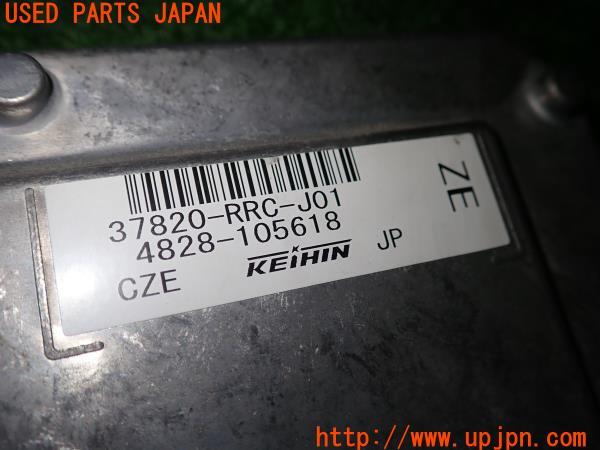 USED PARTS JAPAN
37820-RRC-J01
4828-105618
CZE
KEIHIN
JP
ZE
http://www.upjpn.com/